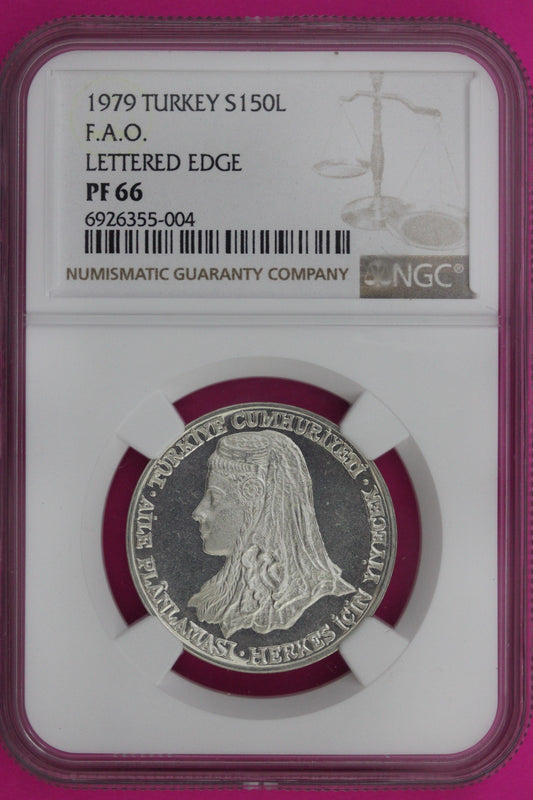 1979 TURKEY S150L
F.A.O.
LETTERED EDGE
PF 66
6926355-004
NUMISMATIC GUARANTY COMPANY
NGC®
TÜRKİYE CUMHURİYETİ · HERKES İÇİN YİYECEK · AİLE PLÂNLAMASI ·